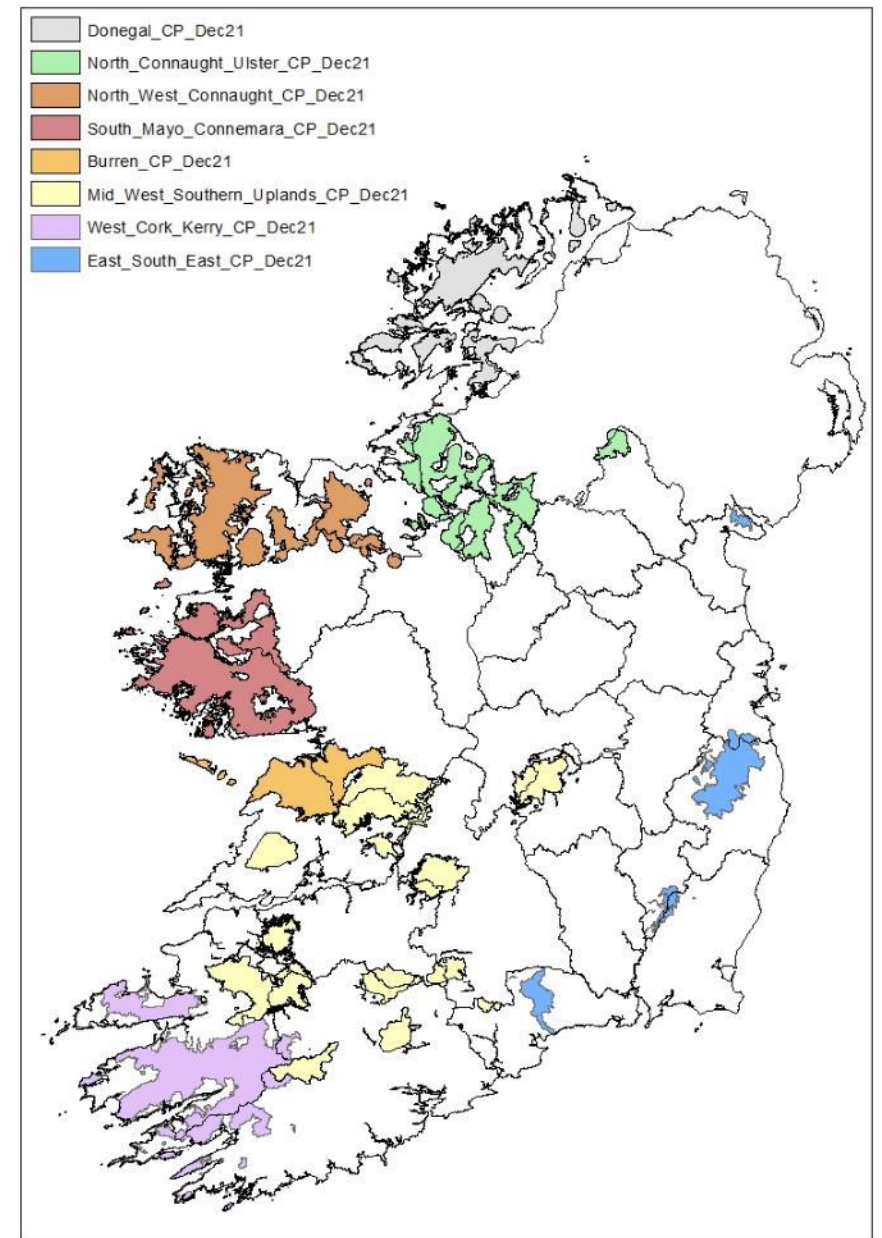 Donegal_CP_Dec21
North_Connaught_Ulster_CP_Dec21
North_West_Connaught_CP_Dec21
South_Mayo_Connemara_CP_Dec21
Burren_CP_Dec21
Mid_West_Southern_Uplands_CP_Dec21
West_Cork_Kerry_CP_Dec21
East_South_East_CP_Dec21